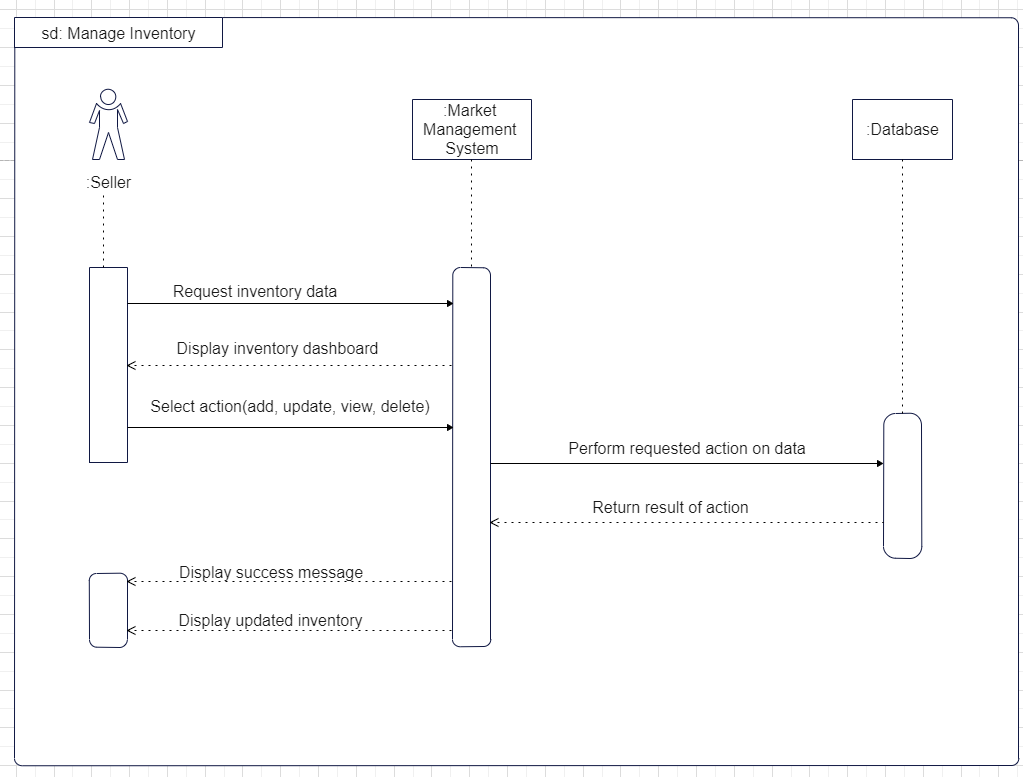 sd: Manage Inventory
:Market
Management
System
:Database
:Seller
Request inventory data
Display inventory dashboard
Select action(add, update, view, delete)
Perform requested action on data
Return result of action
Display success message
Display updated inventory